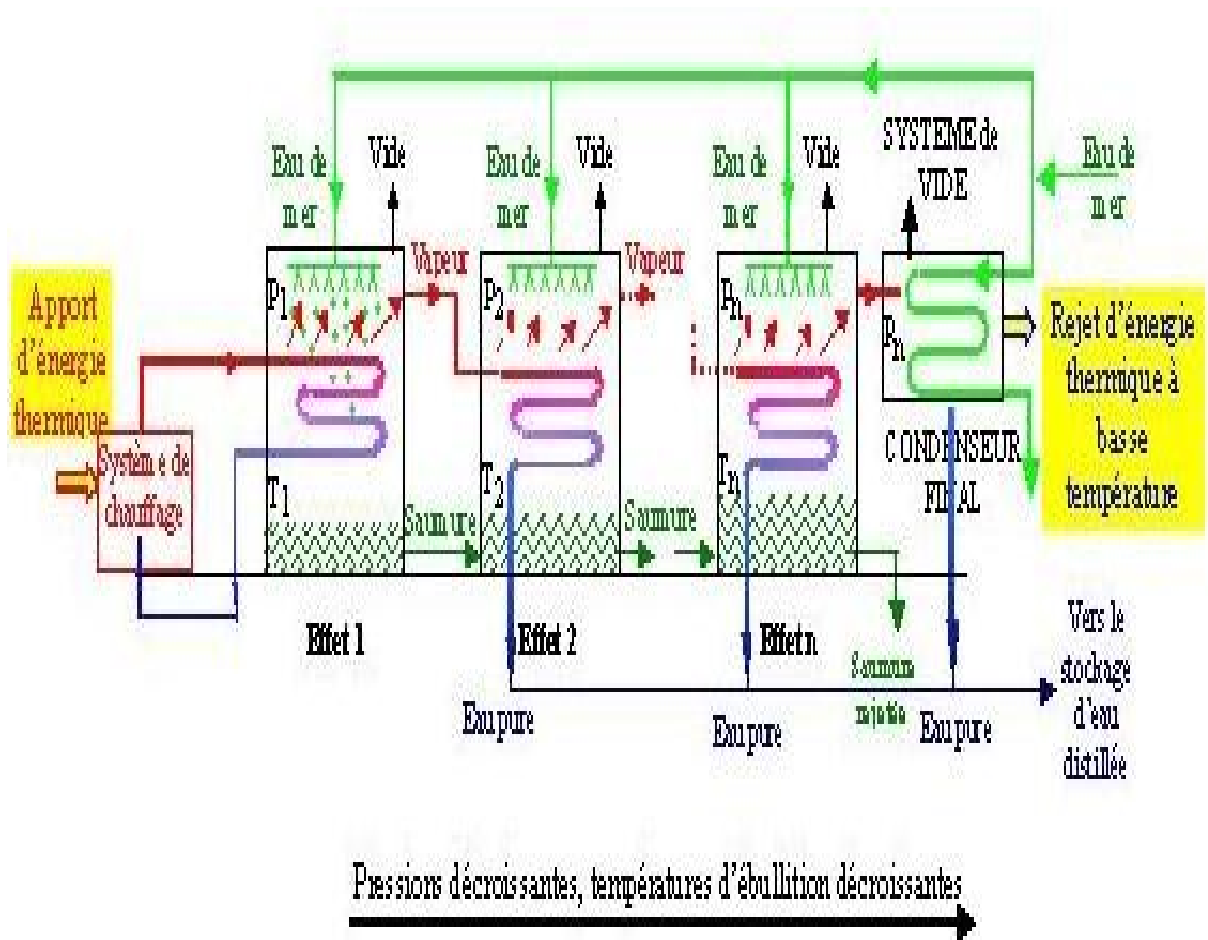 SYSTEME de
VIDE
Eau de
mer
Vide
Eau de
mer
Vide
Eau de
mer
Vide
Eau de
mer
Apport
d'énergie
thermique
Système de
chauffage
P1
T1
Vapeur
P2
T2
Vapeur
Pn
Tn
Pn
CONDENSEUR
FINAL
Rejet d'énergie
thermique à
basse
température
Saumure
Saumure
Effet 1
Effet 2
Effet n
Saumure
rejetée
Eau pure
Eau pure
Eau pure
Vers le
stockage
d'eau
distillée
Pressions décroissantes, températures d'ébullition décroissantes